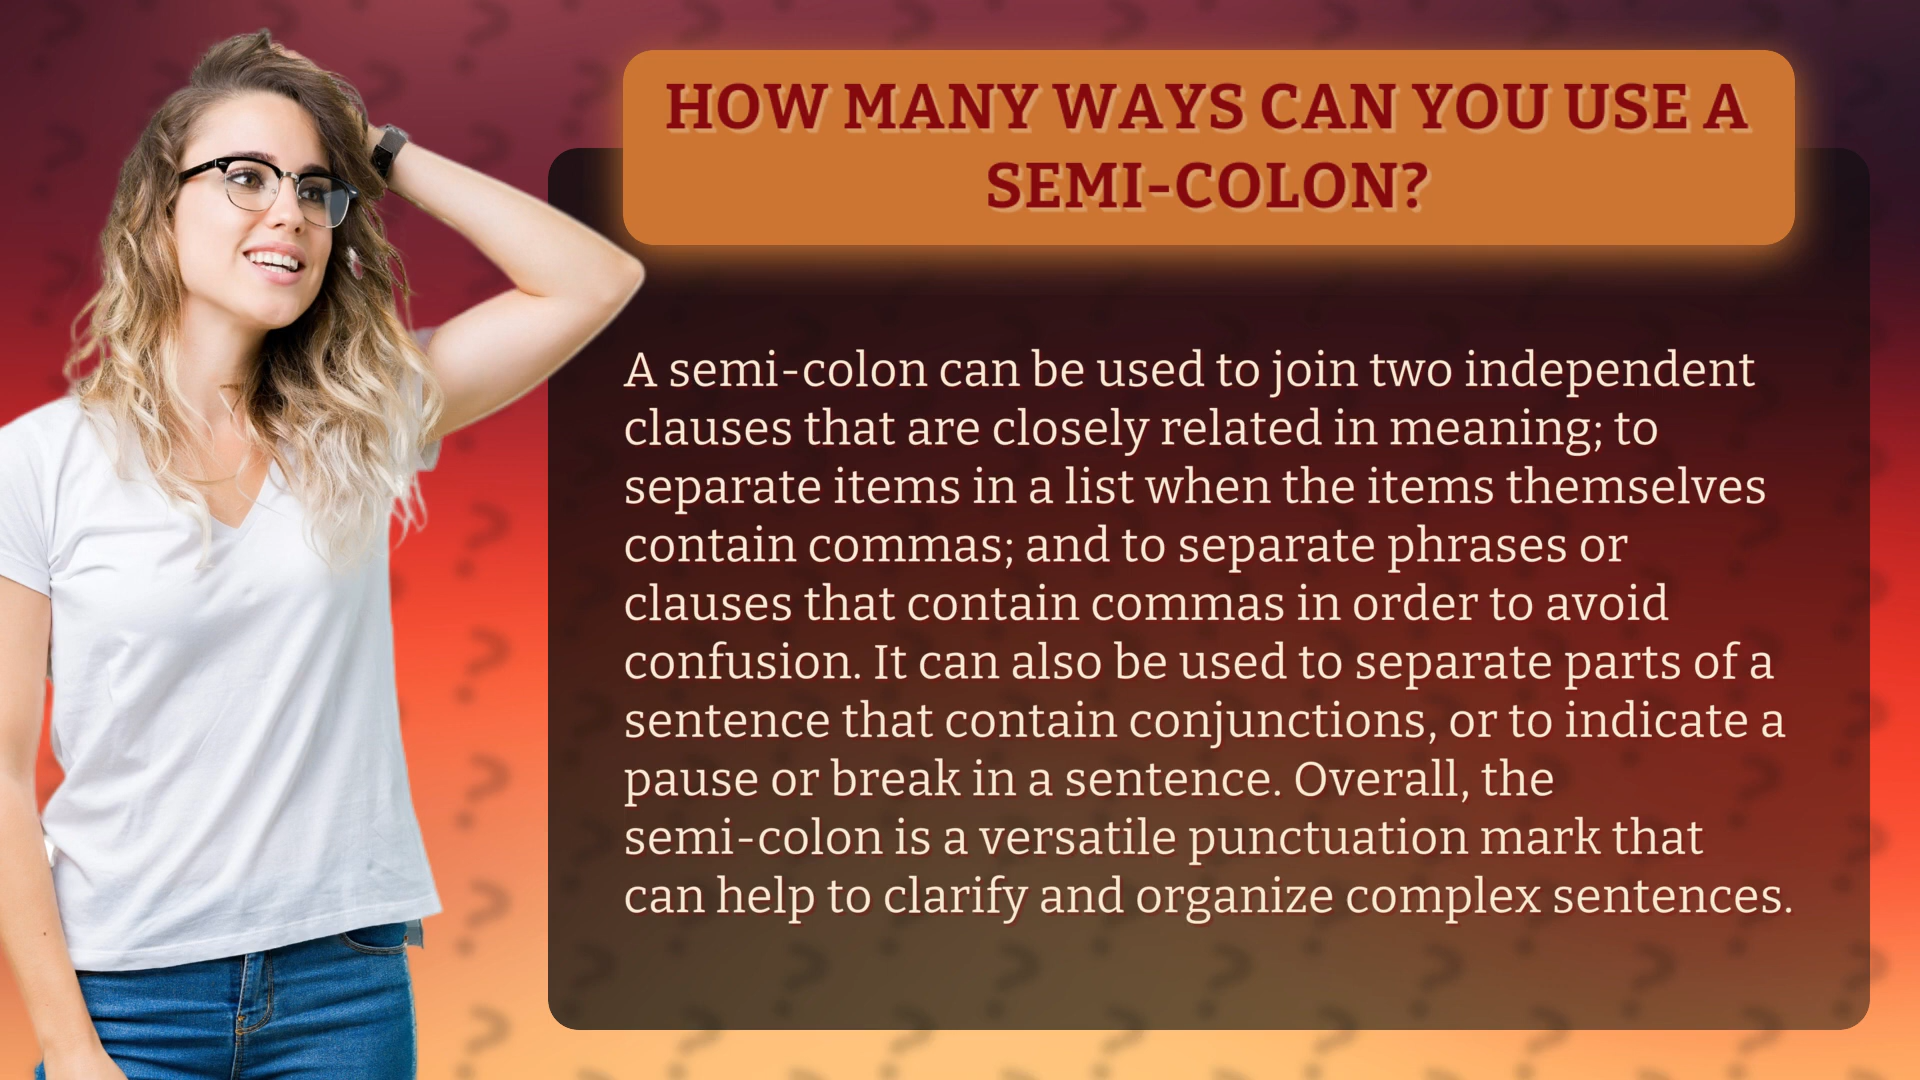 HOW MANY WAYS CAN YOU USE A
SEMI-COLON?
A semi-colon can be used to join two independent
clauses that are closely related in meaning; to
separate items in a list when the items themselves
contain commas; and to separate phrases or
clauses that contain commas in order to avoid
confusion. It can also be used to separate parts of a
sentence that contain conjunctions, or to indicate a
pause or break in a sentence. Overall, the
semi-colon is a versatile punctuation mark that
can help to clarify and organize complex sentences.